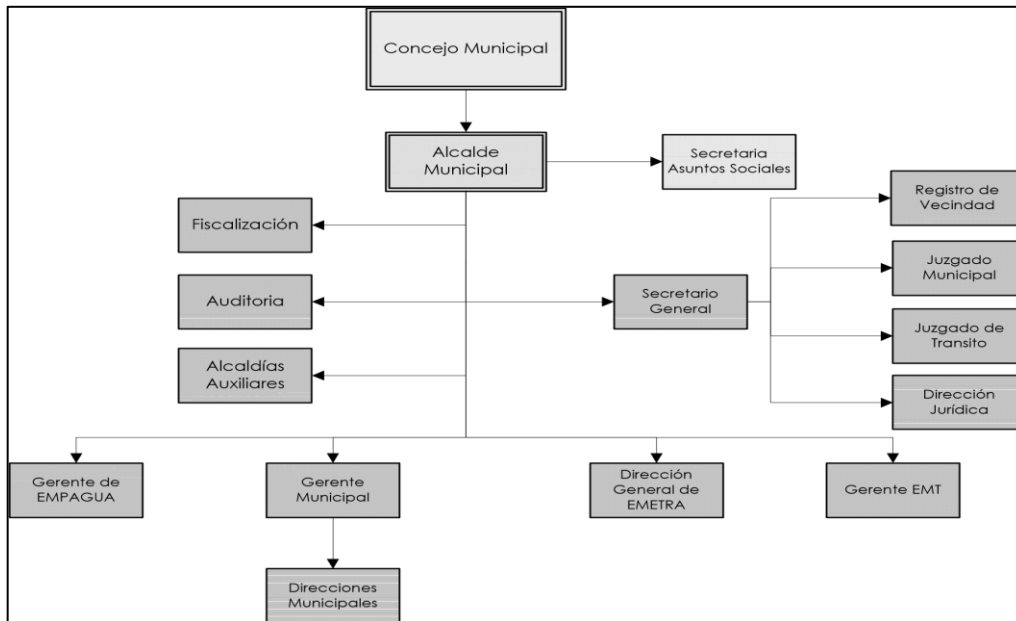 Concejo Municipal
Alcalde
Municipal
Secretaria
Asuntos Sociales
Registro de
Vecindad
Fiscalización
Juzgado
Municipal
Auditoria
Secretario
General
Juzgado de
Transito
Alcaldías
Auxiliares
Dirección
Jurídica
Gerente de
EMPAGUA
Gerente
Municipal
Dirección
General de
EMETRA
Gerente EMT
Direcciones
Municipales